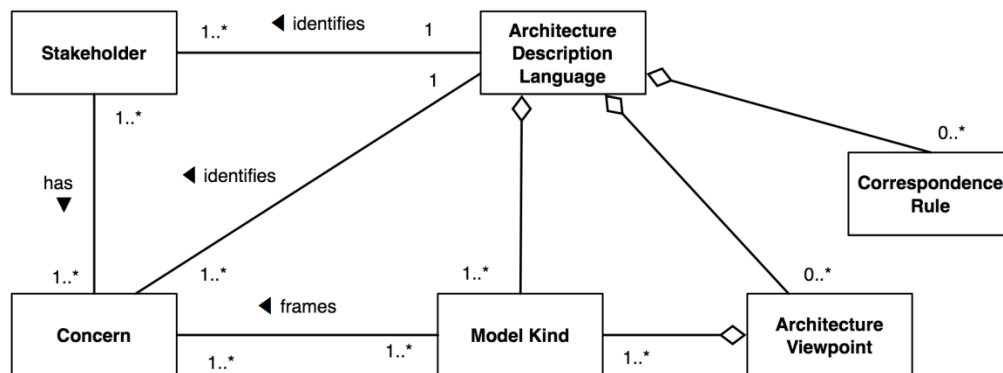 1..*
identifies
1
Architecture
Description
Language
Stakeholder
1
1..*
0..*
has
identifies
Correspondence
Rule
1..*
1..*
1..*
0..*
frames
Concern
Model Kind
Architecture
Viewpoint
1..*
1..*
1..*